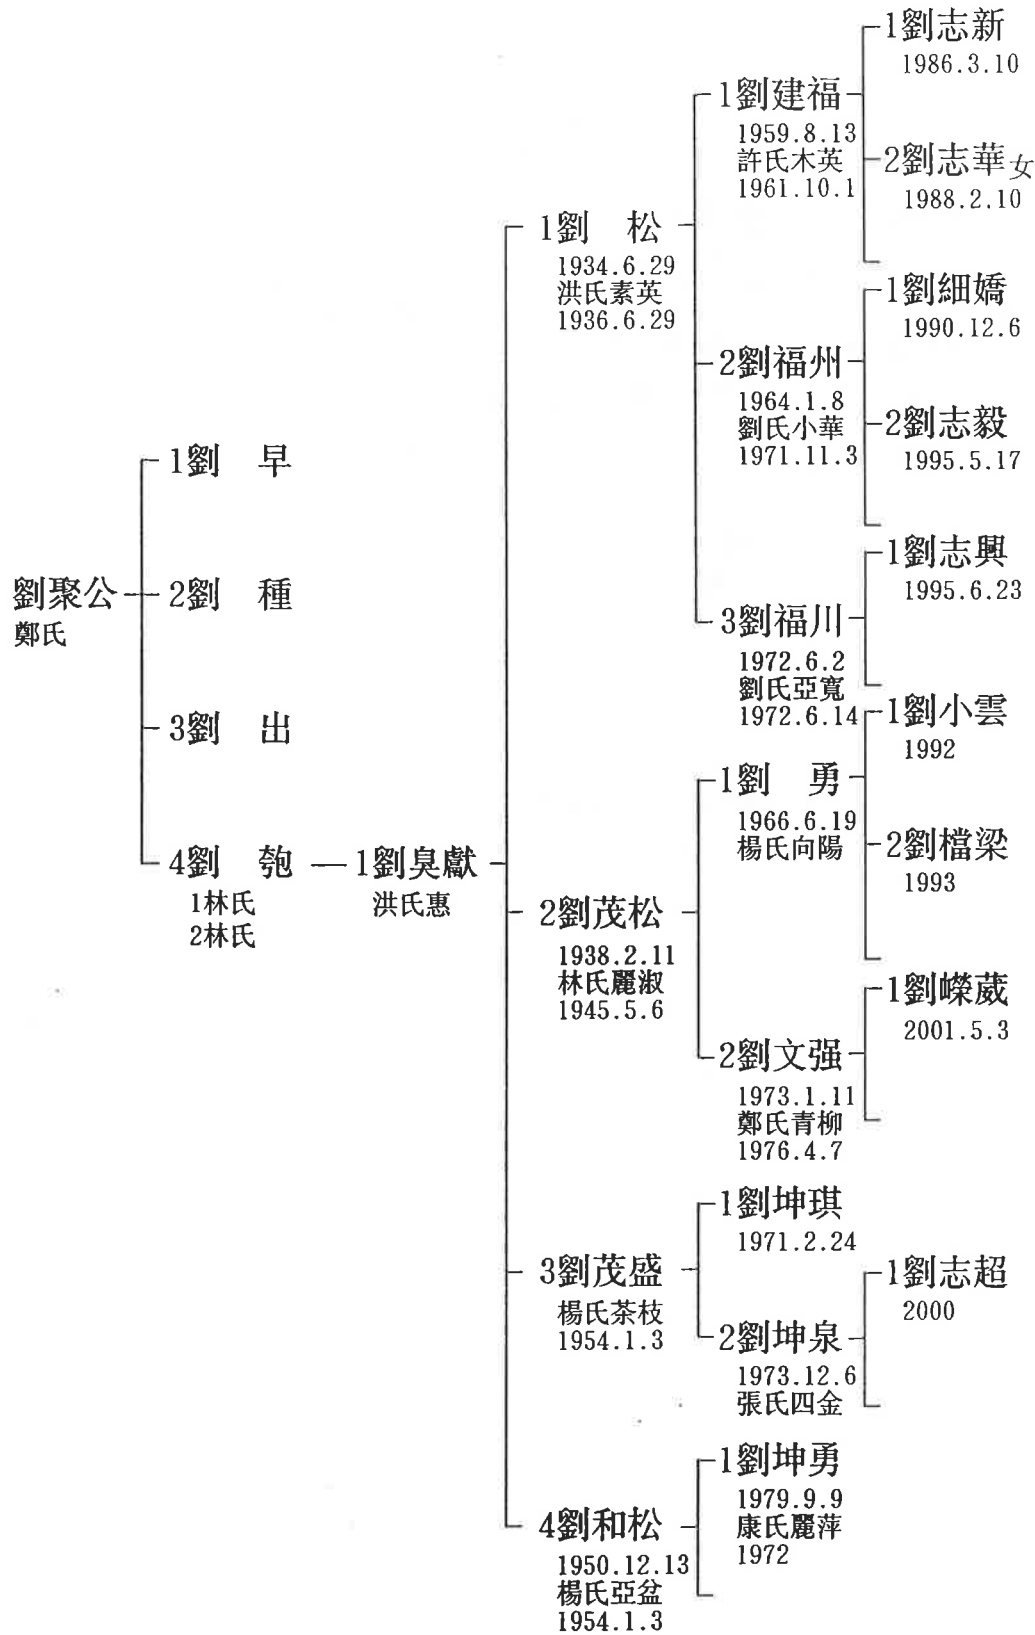 劉聚公
鄭氏
1劉　早
2劉　種
3劉　出
4劉　匏
1林氏
2林氏
1劉臭獻
洪氏惠
1劉　松
1934.6.29
洪氏素英
1936.6.29
1劉建福
1959.8.13
許氏木英
1961.10.1
1劉志新
1986.3.10
2劉志華女
1988.2.10
2劉福州
1964.1.8
劉氏小華
1971.11.3
1劉細嬌
1990.12.6
2劉志毅
1995.5.17
3劉福川
1972.6.2
劉氏亞寬
1972.6.14
1劉志興
1995.6.23
2劉茂松
1938.2.11
林氏麗淑
1945.5.6
1劉　勇
1966.6.19
楊氏向陽
1劉小雲
1992
2劉檔梁
1993
2劉文强
1973.1.11
鄭氏青柳
1976.4.7
1劉嶸葳
2001.5.3
3劉茂盛
楊氏茶枝
1954.1.3
1劉坤琪
1971.2.24
2劉坤泉
1973.12.6
張氏四金
1劉志超
2000
4劉和松
1950.12.13
楊氏亞盆
1954.1.3
1劉坤勇
1979.9.9
康氏麗萍
1972